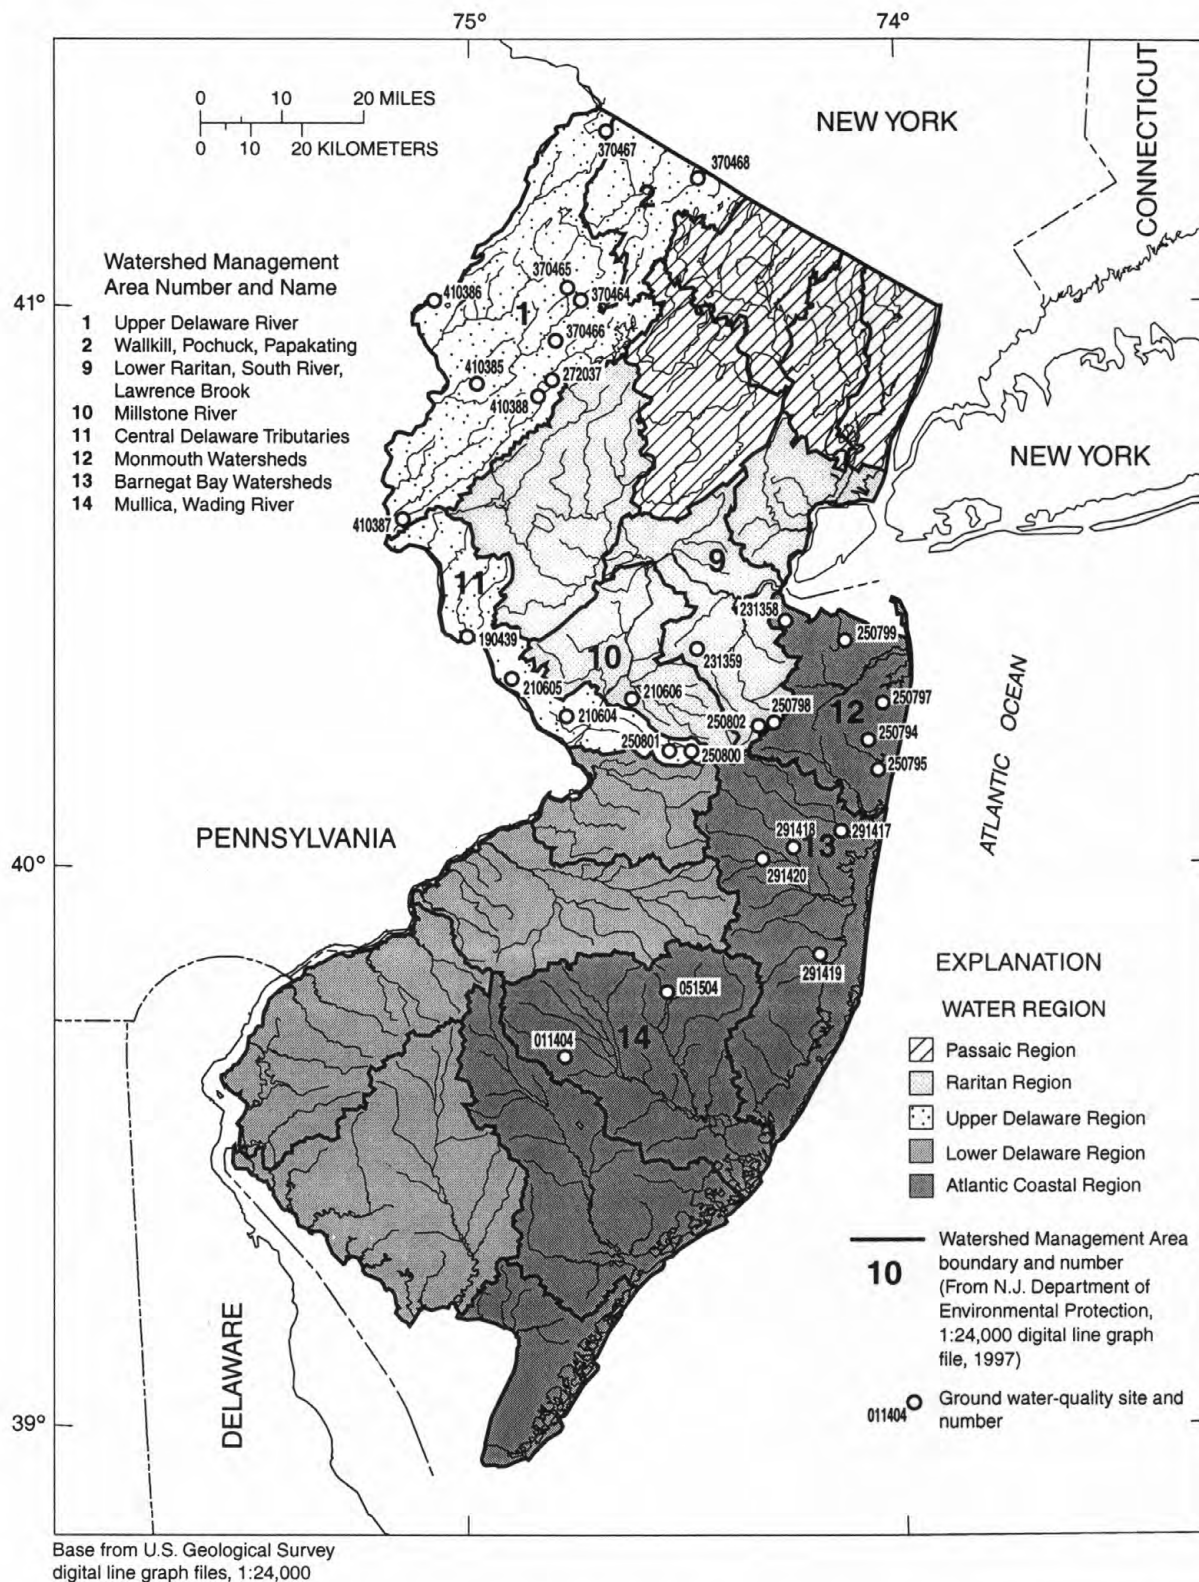 75°
74°
0 10 20 MILES
0 10 20 KILOMETERS
NEW YORK
CONNECTICUT
370467
370468
2
Watershed Management
Area Number and Name
1 Upper Delaware River
2 Wallkill, Pochuck, Papakating
9 Lower Raritan, South River,
Lawrence Brook
10 Millstone River
11 Central Delaware Tributaries
12 Monmouth Watersheds
13 Barnegat Bay Watersheds
14 Mullica, Wading River
41°
410386
370465
370464
1
370466
410385
272037
410388
NEW YORK
410387
9
11
231358
190439
250799
10
231359
210605
210606
250798
12
250797
210604
250802
250794
250801
250800
250795
ATLANTIC OCEAN
PENNSYLVANIA
291418
291417
13
40°
291420
291419
051504
14
011404
EXPLANATION
WATER REGION
Passaic Region
Raritan Region
Upper Delaware Region
Lower Delaware Region
Atlantic Coastal Region
Watershed Management Area
boundary and number
10
(From N.J. Department of
Environmental Protection,
1:24,000 digital line graph
file, 1997)
Ground water-quality site and
number
011404
DELAWARE
39°
Base from U.S. Geological Survey
digital line graph files, 1:24,000